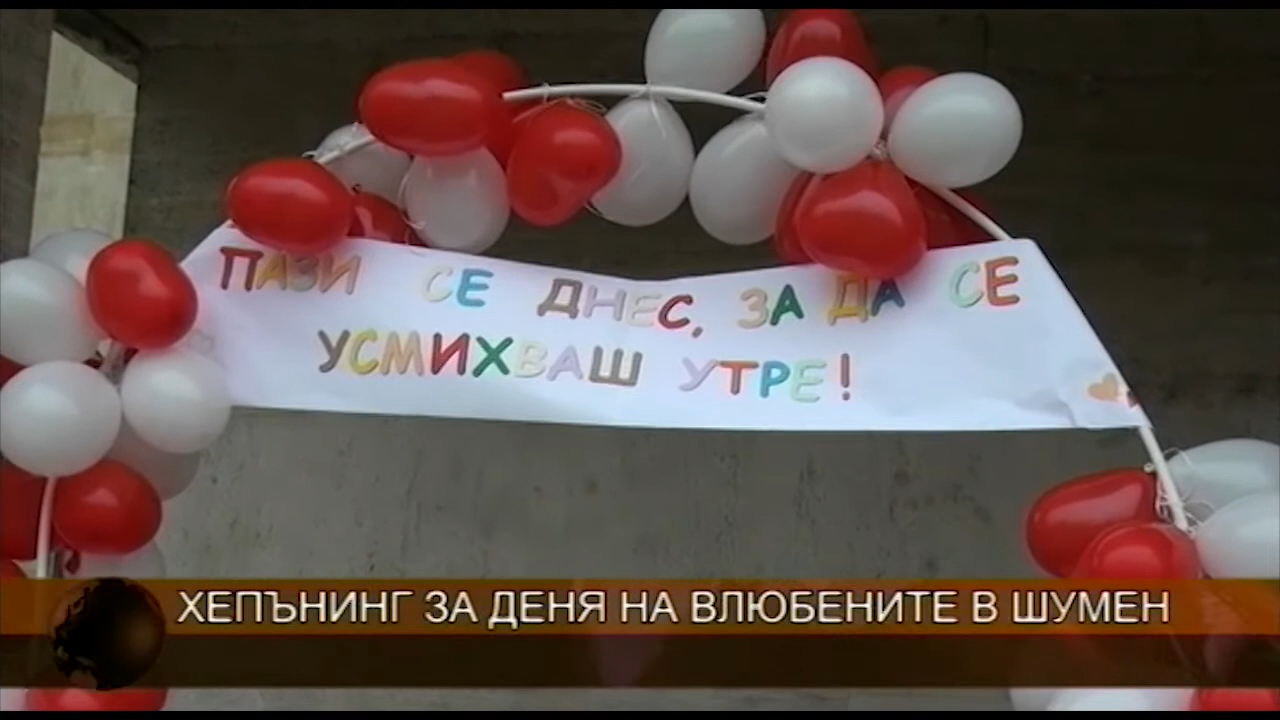 ПАЗИ СЕ ДНЕС, ЗА ДА СЕ
УСМИХВАШ УТРЕ!
ХЕПЪНИНГ ЗА ДЕНЯ НА ВЛЮБЕНИТЕ В ШУМЕН